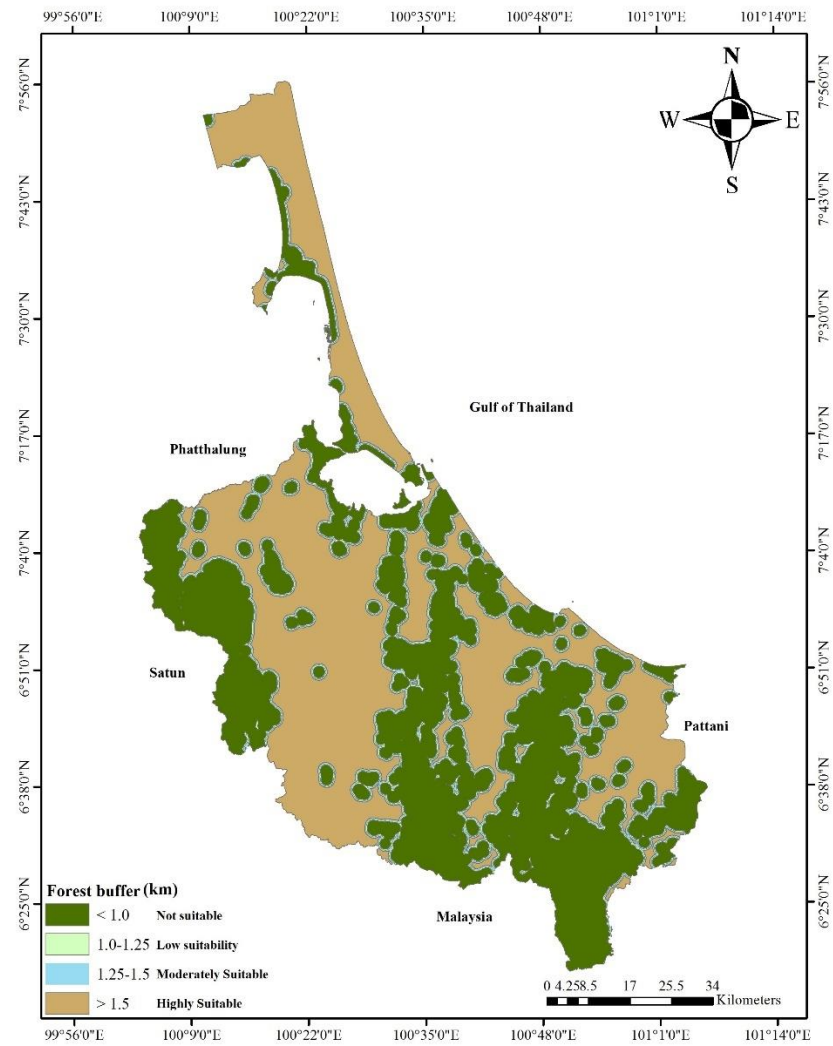 99°56'0"E 100°9'0"E 100°22'0"E 100°35'0"E 100°48'0"E 101°1'0"E 101°14'0"E
N
W E
S
7°56'0"N 7°56'0"N
7°43'0"N 7°43'0"N
7°30'0"N 7°30'0"N
Gulf of Thailand
7°17'0"N 7°17'0"N
Phatthalung
7°4'0"N 7°4'0"N
Satun
6°51'0"N 6°51'0"N
Pattani
6°38'0"N 6°38'0"N
Malaysia
6°25'0"N 6°25'0"N
Forest buffer (km)
< 1.0 Not suitable
1.0-1.25 Low suitability
1.25-1.5 Moderately Suitable
> 1.5 Highly Suitable
0 4.25 8.5 17 25.5 34
Kilometers
99°56'0"E 100°9'0"E 100°22'0"E 100°35'0"E 100°48'0"E 101°1'0"E 101°14'0"E